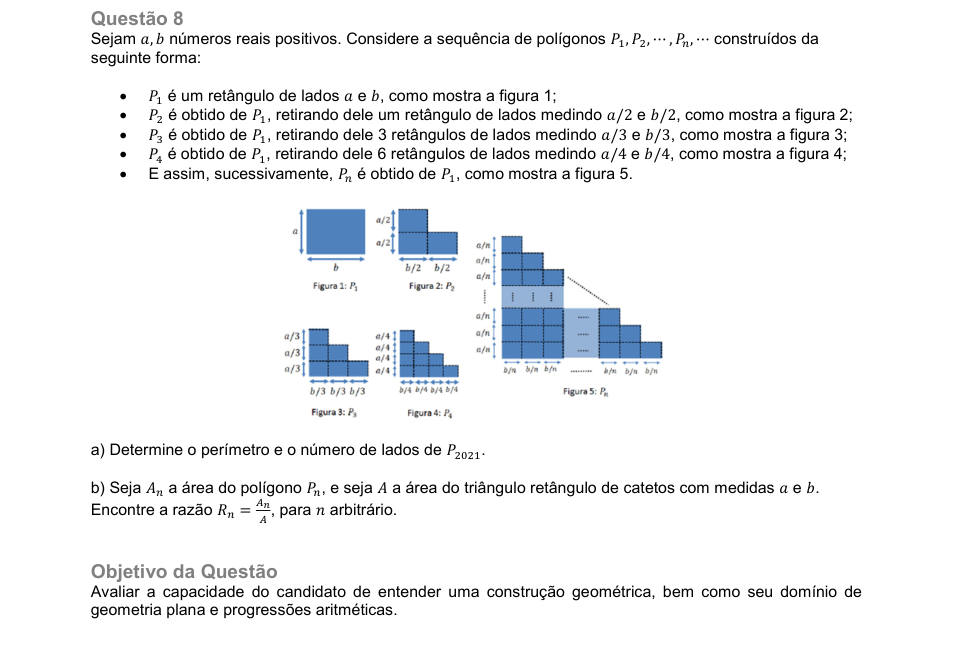 Questão 8
Sejam a, b números reais positivos. Considere a sequência de polígonos P₁, P₂, ⋯ , Pₙ, ⋯ construídos da
seguinte forma:
• P₁ é um retângulo de lados a e b, como mostra a figura 1;
• P₂ é obtido de P₁, retirando dele um retângulo de lados medindo a/2 e b/2, como mostra a figura 2;
• P₃ é obtido de P₁, retirando dele 3 retângulos de lados medindo a/3 e b/3, como mostra a figura 3;
• P₄ é obtido de P₁, retirando dele 6 retângulos de lados medindo a/4 e b/4, como mostra a figura 4;
• E assim, sucessivamente, Pₙ é obtido de P₁, como mostra a figura 5.
a
b
Figura 1: P₁
a/2
a/2
b/2 b/2
Figura 2: P₂
a/3
a/3
a/3
b/3 b/3 b/3
Figura 3: P₃
a/4
a/4
a/4
a/4
b/4 b/4 b/4 b/4
Figura 4: P₄
a/n
a/n
a/n
a/n
a/n
a/n
b/n b/n b/n ......... b/n b/n b/n
Figura 5: Pₙ
a) Determine o perímetro e o número de lados de P₂₀₂₁.
b) Seja Aₙ a área do polígono Pₙ, e seja A a área do triângulo retângulo de catetos com medidas a e b.
Encontre a razão Rₙ = Aₙ/A, para n arbitrário.
Objetivo da Questão
Avaliar a capacidade do candidato de entender uma construção geométrica, bem como seu domínio de
geometria plana e progressões aritméticas.